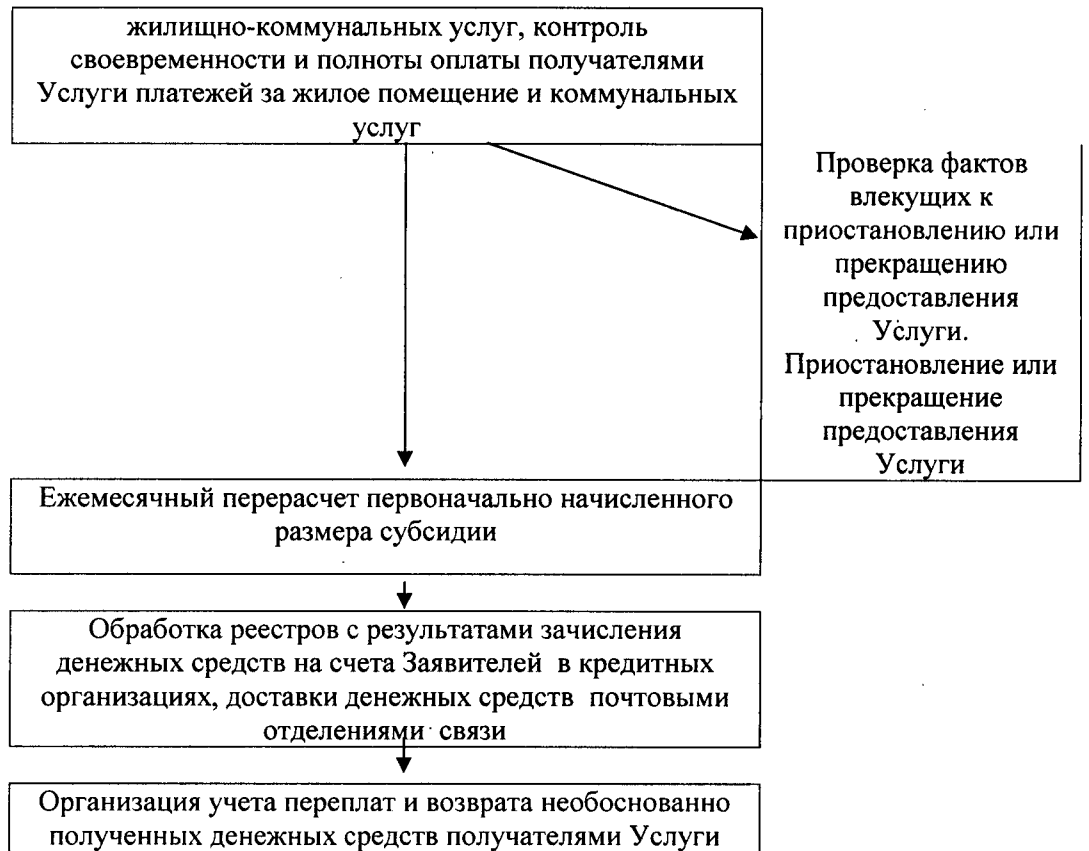 жилищно-коммунальных услуг, контроль
своевременности и полноты оплаты получателями
Услуги платежей за жилое помещение и коммунальных
услуг
Проверка фактов
влекущих к
приостановлению или
прекращению
предоставления
Услуги.
Приостановление или
прекращение
предоставления
Услуги
Ежемесячный перерасчет первоначально начисленного
размера субсидии
Обработка реестров с результатами зачисления
денежных средств на счета Заявителей в кредитных
организациях, доставки денежных средств почтовыми
отделениями связи
Организация учета переплат и возврата необоснованно
полученных денежных средств получателями Услуги